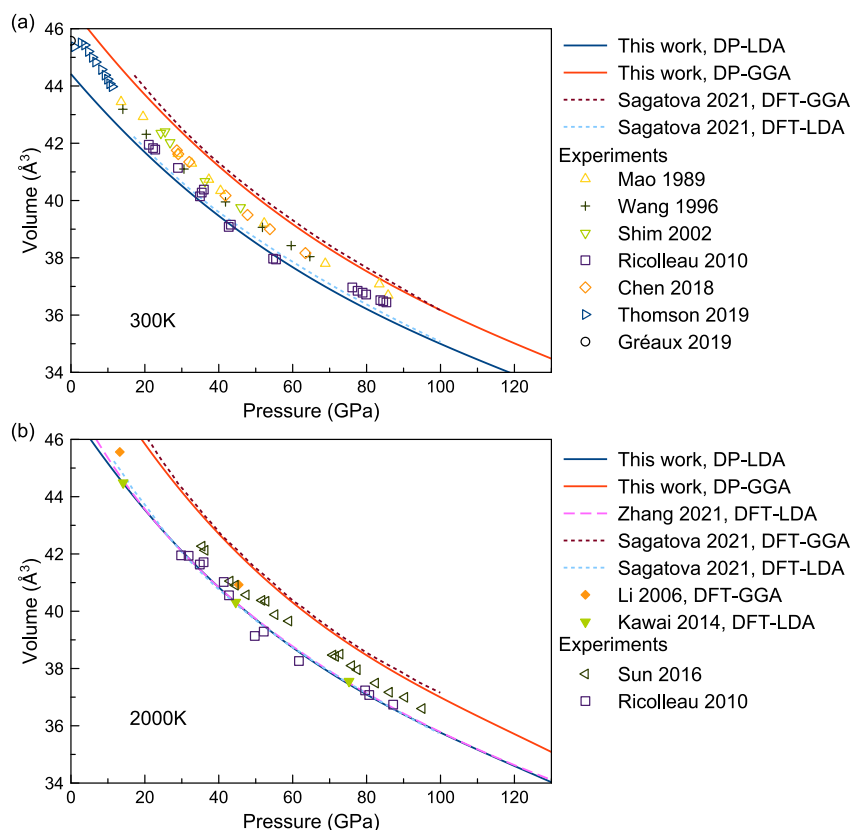 (a)
46
44
42
40
38
36
34
Volume (Å³)
300K
0
20
40
60
80
100
120
Pressure (GPa)
This work, DP-LDA
This work, DP-GGA
Sagatova 2021, DFT-GGA
Sagatova 2021, DFT-LDA
Experiments
Mao 1989
Wang 1996
Shim 2002
Ricolleau 2010
Chen 2018
Thomson 2019
Gréaux 2019
(b)
46
44
42
40
38
36
34
Volume (Å³)
2000K
0
20
40
60
80
100
120
Pressure (GPa)
This work, DP-LDA
This work, DP-GGA
Zhang 2021, DFT-LDA
Sagatova 2021, DFT-GGA
Sagatova 2021, DFT-LDA
Li 2006, DFT-GGA
Kawai 2014, DFT-LDA
Experiments
Sun 2016
Ricolleau 2010